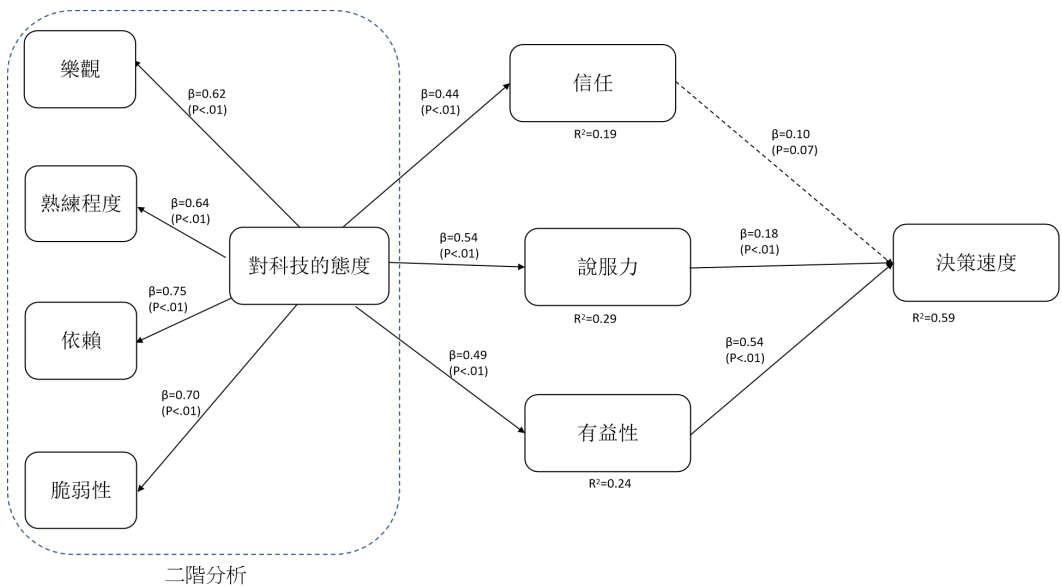 樂觀
β=0.62
(P<.01)
熟練程度
β=0.64
(P<.01)
依賴
β=0.75
(P<.01)
脆弱性
β=0.70
(P<.01)
對科技的態度
二階分析
β=0.44
(P<.01)
β=0.54
(P<.01)
β=0.49
(P<.01)
信任
R²=0.19
說服力
R²=0.29
有益性
R²=0.24
β=0.10
(P=0.07)
β=0.18
(P<.01)
β=0.54
(P<.01)
決策速度
R²=0.59